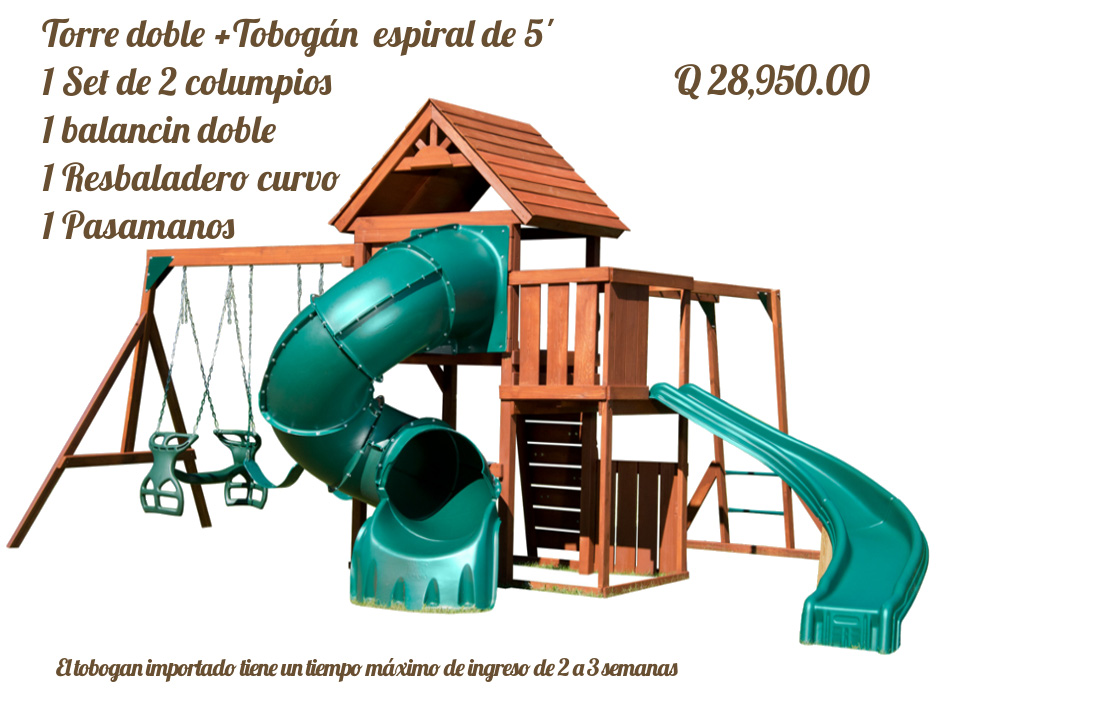 Torre doble +Tobogán espiral de 5'
1 Set de 2 columpios
Q 28,950.00
1 balancin doble
1 Resbaladero curvo
1 Pasamanos
El tobogan importado tiene un tiempo máximo de ingreso de 2 a 3 semanas